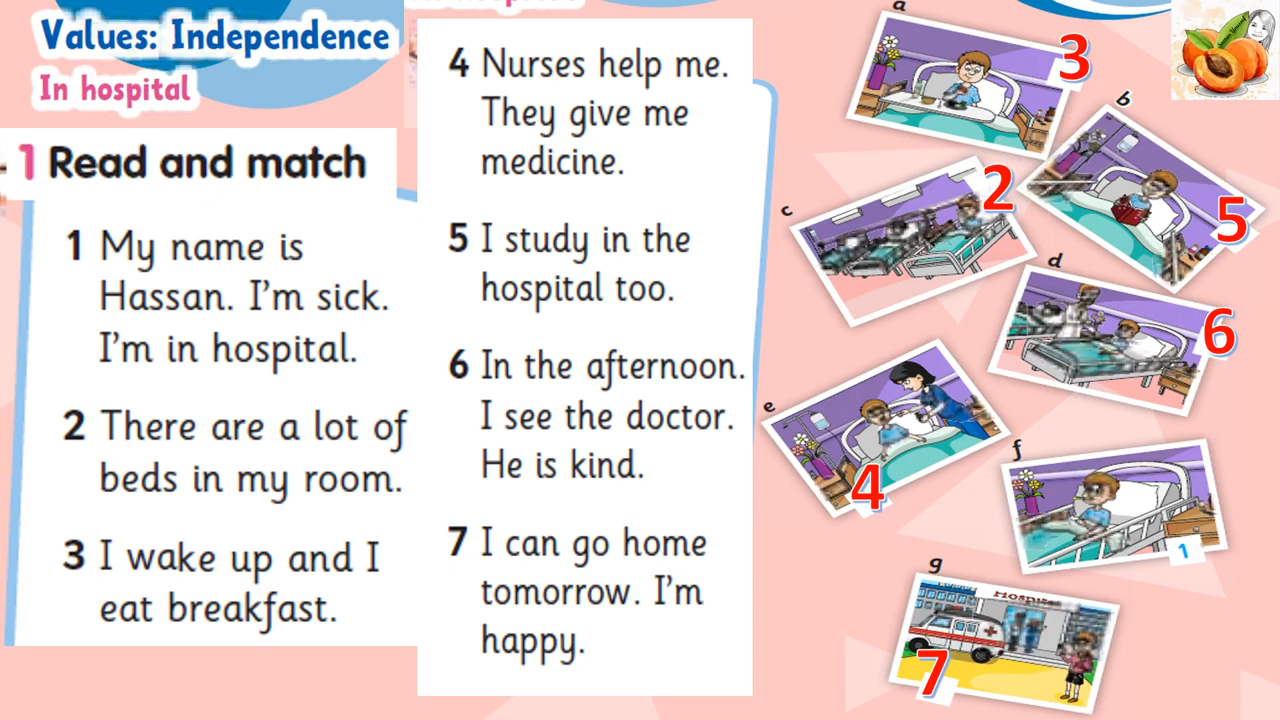 Values: Independence
In hospital
1 Read and match
1 My name is
Hassan. I'm sick.
I'm in hospital.
2 There are a lot of
beds in my room.
3 I wake up and I
eat breakfast.
4 Nurses help me.
They give me
medicine.
5 I study in the
hospital too.
6 In the afternoon.
I see the doctor.
He is kind.
7 I can go home
tomorrow. I'm
happy.
a
3
b
5
c
2
d
6
e
4
f
1
g
Hospital
7